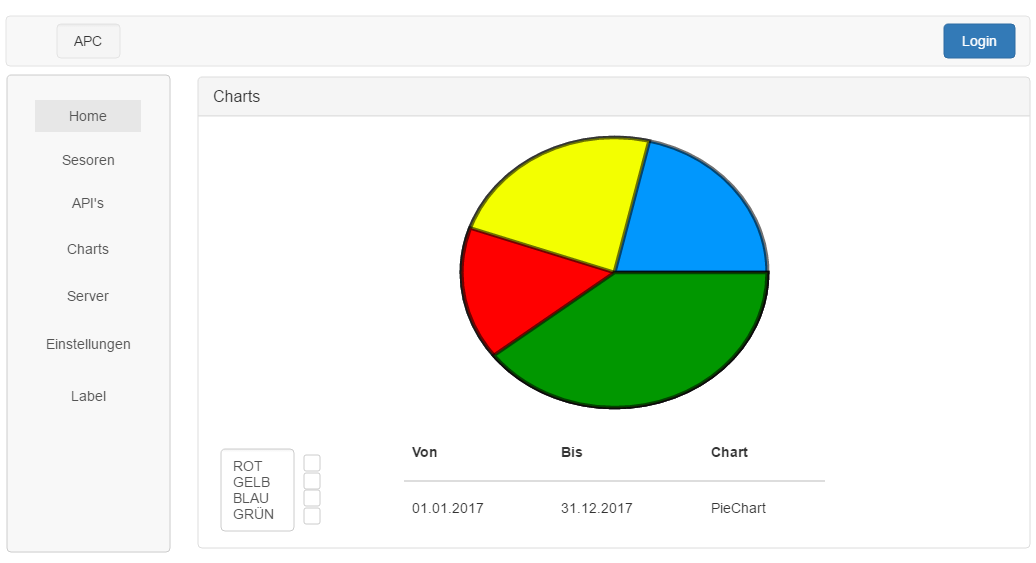 APC
Login
Home
Sesoren
API's
Charts
Server
Einstellungen
Label
Charts
ROT
GELB
BLAU
GRÜN
Von Bis Chart
01.01.2017 31.12.2017 PieChart